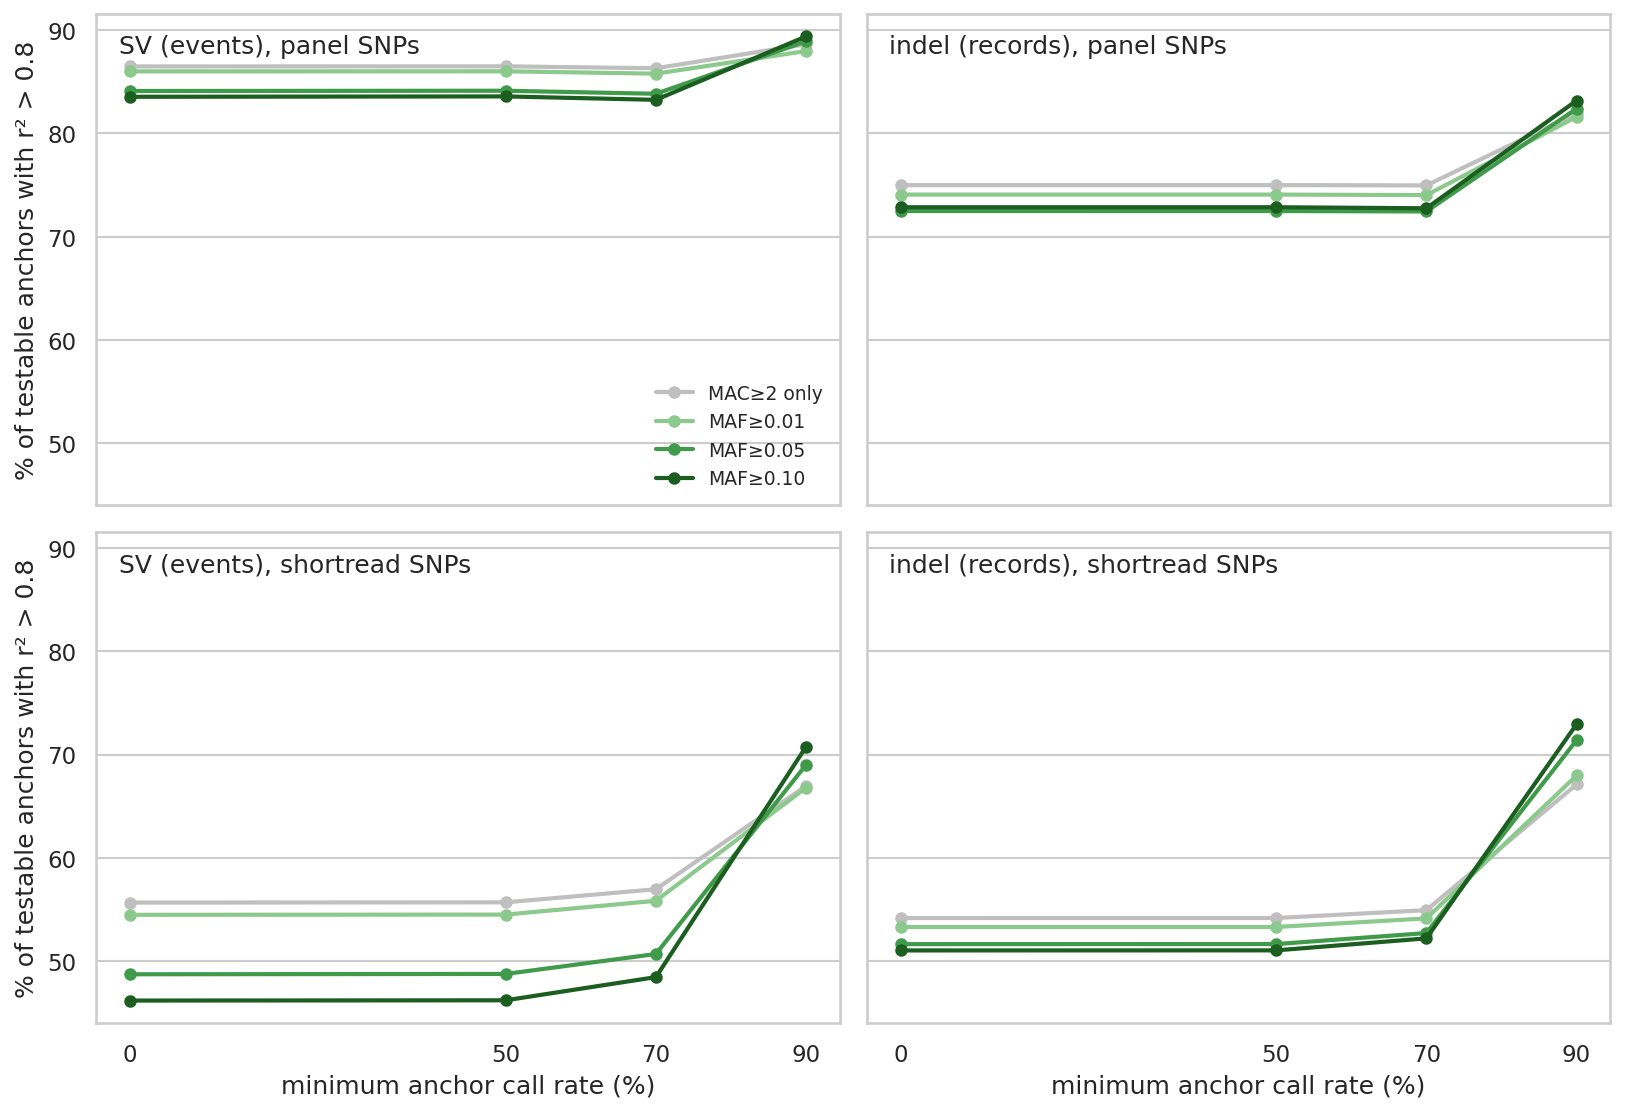 SV (events), panel SNPs
90
80
70
60
50
% of testable anchors with r² > 0.8
MAC≥2 only
MAF≥0.01
MAF≥0.05
MAF≥0.10
indel (records), panel SNPs
SV (events), shortread SNPs
90
80
70
60
50
% of testable anchors with r² > 0.8
0
50
70
90
minimum anchor call rate (%)
indel (records), shortread SNPs
0
50
70
90
minimum anchor call rate (%)